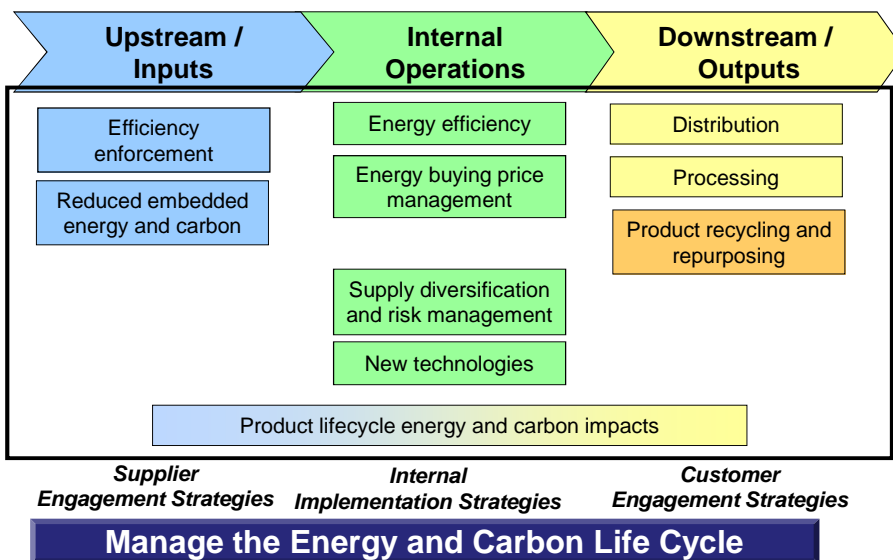 Upstream /
Inputs
Internal
Operations
Downstream /
Outputs
Efficiency
enforcement
Reduced embedded
energy and carbon
Energy efficiency
Energy buying price
management
Supply diversification
and risk management
New technologies
Distribution
Processing
Product recycling and
repurposing
Product lifecycle energy and carbon impacts
Supplier
Engagement Strategies
Internal
Implementation Strategies
Customer
Engagement Strategies
Manage the Energy and Carbon Life Cycle